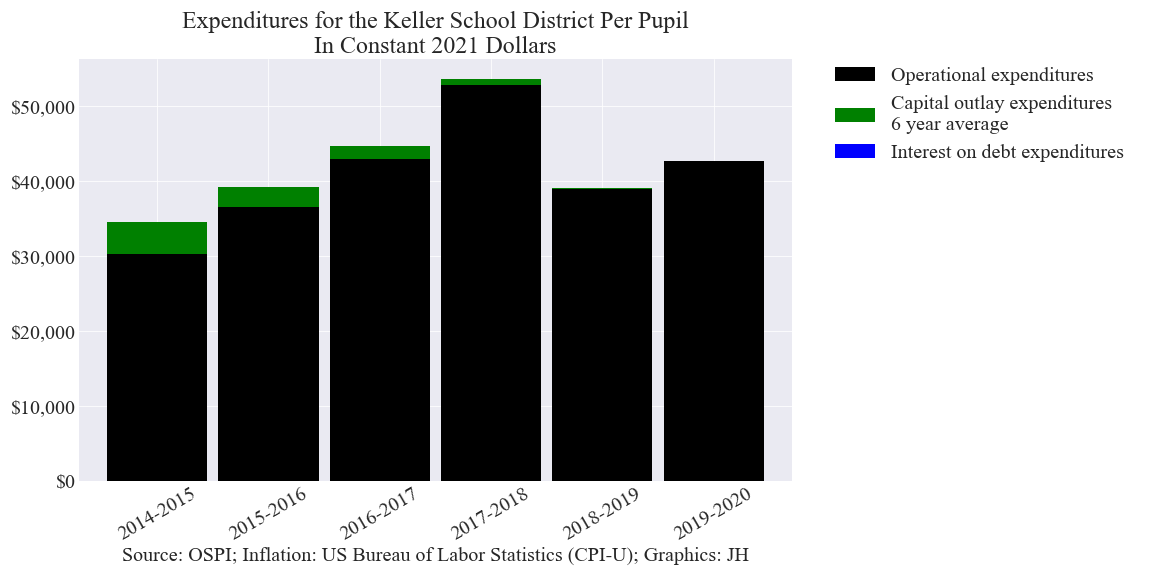 Expenditures for the Keller School District Per Pupil
In Constant 2021 Dollars
Operational expenditures
Capital outlay expenditures
6 year average
Interest on debt expenditures
$50,000
$40,000
$30,000
$20,000
$10,000
$0
2014-2015
2015-2016
2016-2017
2017-2018
2018-2019
2019-2020
Source: OSPI; Inflation: US Bureau of Labor Statistics (CPI-U); Graphics: JH